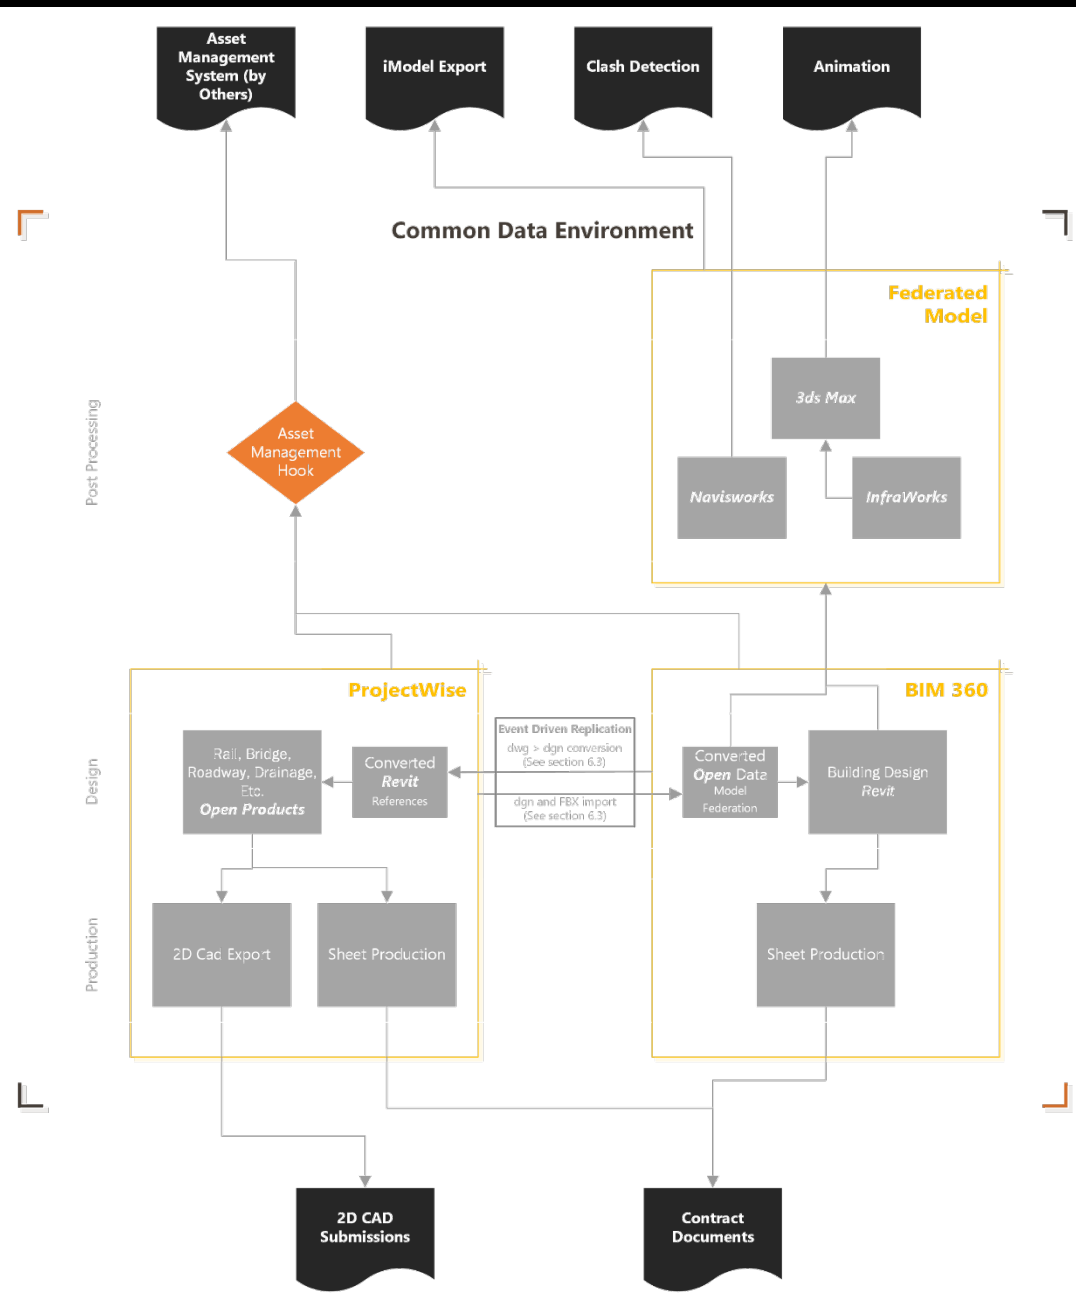 Asset
Management
System (by
Others)
iModel Export
Clash Detection
Animation
Common Data Environment
Federated
Model
3ds Max
Navisworks
InfraWorks
Post Processing
Asset
Management
Hook
ProjectWise
BIM 360
Design
Rail, Bridge,
Roadway, Drainage,
Etc.
Open Products
Converted
Revit
References
Event Driven Replication
dwg > dgn conversion
(See section 6.3)
dgn and FBX import
(See section 6.3)
Converted
Open Data
Model
Federation
Building Design
Revit
Production
2D Cad Export
Sheet Production
Sheet Production
2D CAD
Submissions
Contract
Documents